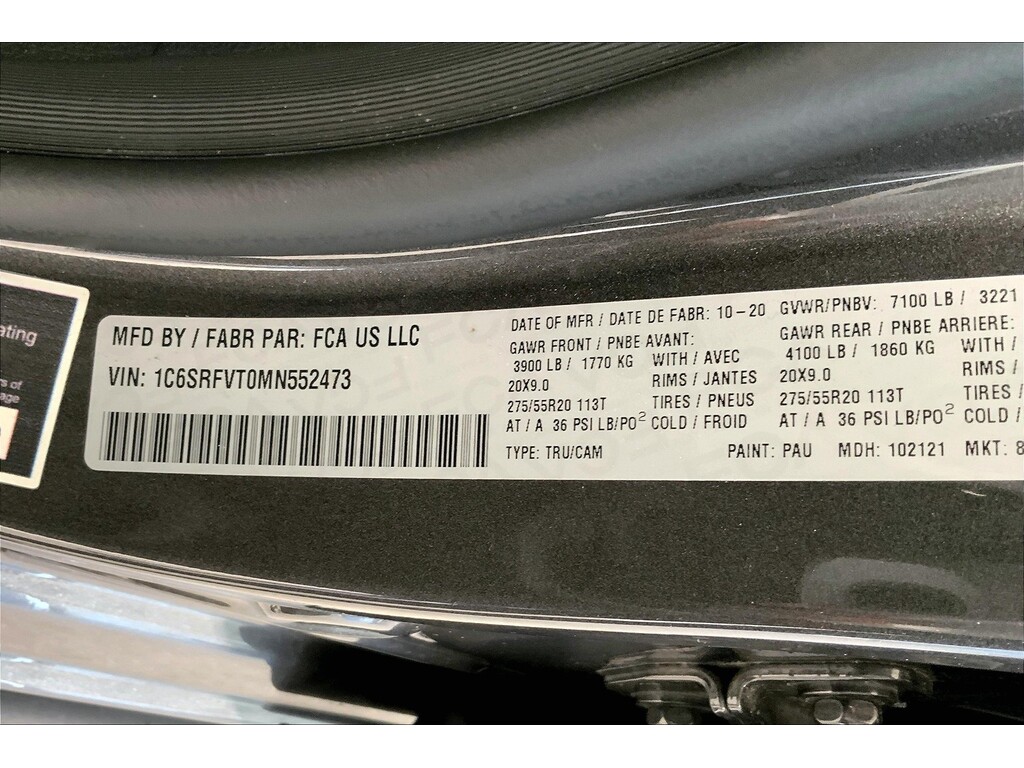 ating
s of
age
MFD BY / FABR PAR: FCA US LLC
VIN: 1C6SRFVT0MN552473
DATE OF MFR / DATE DE FABR: 10-20 GVWR/PNBV: 7100 LB / 3221
GAWR FRONT / PNBE AVANT: GAWR REAR / PNBE ARRIERE:
3900 LB / 1770 KG WITH / AVEC 4100 LB / 1860 KG WITH /
20X9.0 RIMS / JANTES 20X9.0 RIMS /
275/55R20 113T TIRES / PNEUS 275/55R20 113T TIRES /
AT / A 36 PSI LB/PO² COLD / FROID AT / A 36 PSI LB/PO² COLD /
TYPE: TRU/CAM PAINT: PAU MDH: 102121 MKT: 8